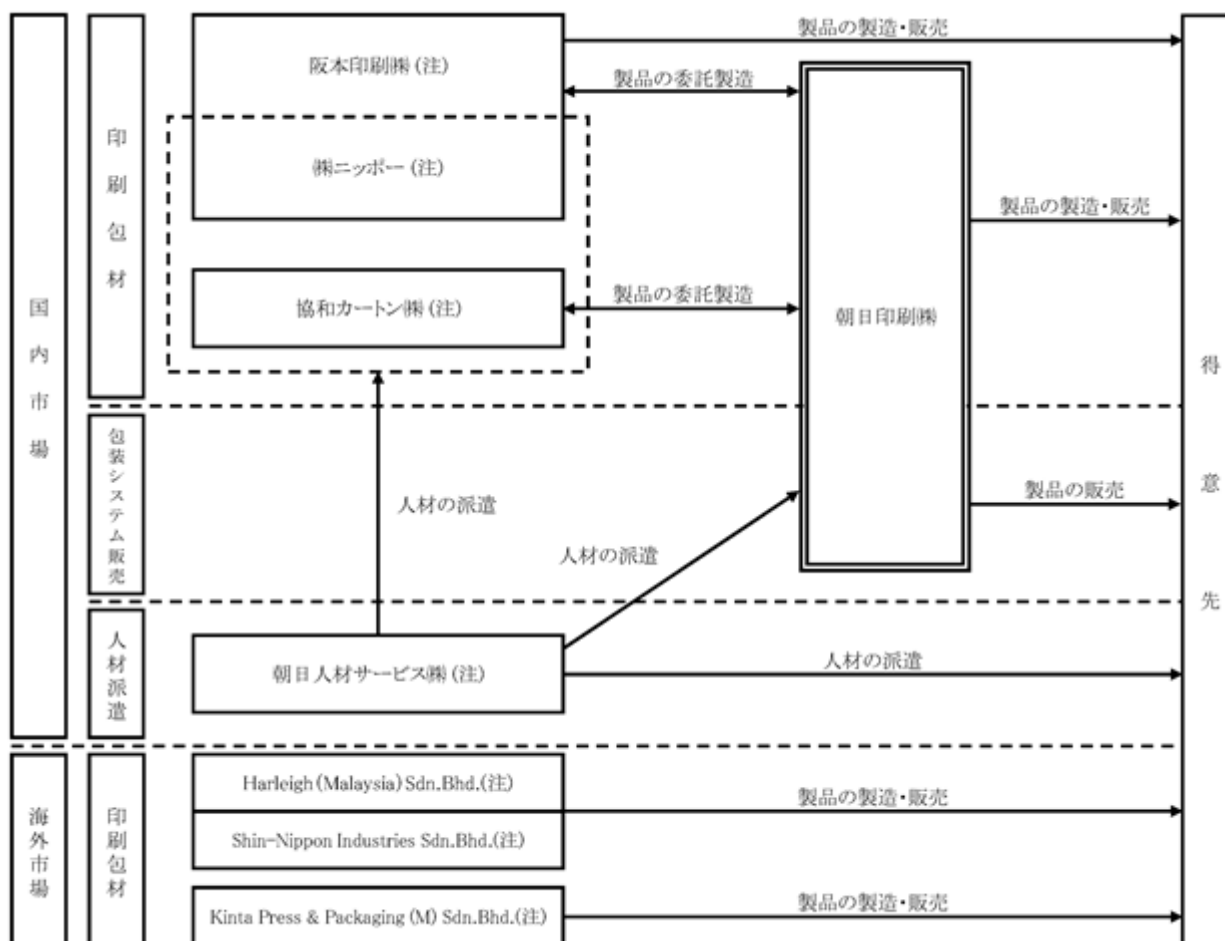 国内市場
印刷包材
阪本印刷㈱(注)
㈱ニッポー(注)
協和カートン㈱(注)
製品の製造・販売
製品の委託製造
製品の委託製造
朝日印刷㈱
製品の製造・販売
得意先
包装システム販売
人材の派遣
人材の派遣
製品の販売
人材派遣
朝日人材サービス㈱(注)
人材の派遣
海外市場
印刷包材
Harleigh(Malaysia)Sdn.Bhd.(注)
Shin-Nippon Industries Sdn.Bhd.(注)
製品の製造・販売
Kinta Press & Packaging (M) Sdn.Bhd.(注)
製品の製造・販売